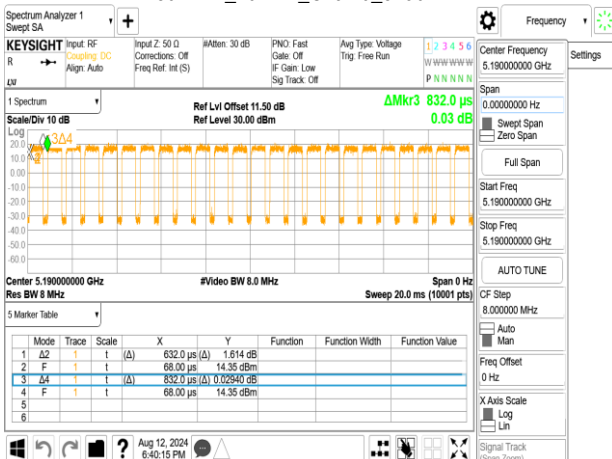 Spectrum Analyzer 1
Swept SA
Frequency
KEYSIGHT
R
Input: RF
Coupling: DC
Align: Auto
Input Z: 50 Ω
Corrections: Off
Freq Ref: Int (S)
#Atten: 30 dB
PNO: Fast
Gate: Off
IF Gain: Low
Sig Track: Off
Avg Type: Voltage
Trig: Free Run
1 2 3 4 5 6
W W W W W W
P N N N N N
1 Spectrum
Scale/Div 10 dB
Ref Lvl Offset 11.50 dB
Ref Level 30.00 dBm
ΔMkr3 832.0 µs
0.03 dB
Log
20.0
10.0
0.00
-10.0
-20.0
-30.0
-40.0
-50.0
-60.0
3Δ4
Center 5.190000000 GHz
Res BW 8 MHz
#Video BW 8.0 MHz
Span 0 Hz
Sweep 20.0 ms (10001 pts)
5 Marker Table
Mode Trace Scale X Y Function Function Width Function Value
1 Δ2 1 t (Δ) 632.0 µs (Δ) 1.614 dB
2 F 1 t 68.00 µs 14.35 dBm
3 Δ4 1 t (Δ) 832.0 µs (Δ) 0.02940 dB
4 F 1 t 68.00 µs 14.35 dBm
5
6
Aug 12, 2024
6:40:15 PM
Center Frequency
5.190000000 GHz
Settings
Span
0.00000000 Hz
Swept Span
Zero Span
Full Span
Start Freq
5.190000000 GHz
Stop Freq
5.190000000 GHz
AUTO TUNE
CF Step
8.000000 MHz
Auto
Man
Freq Offset
0 Hz
X Axis Scale
Log
Lin
Signal Track
(Span Zoom)